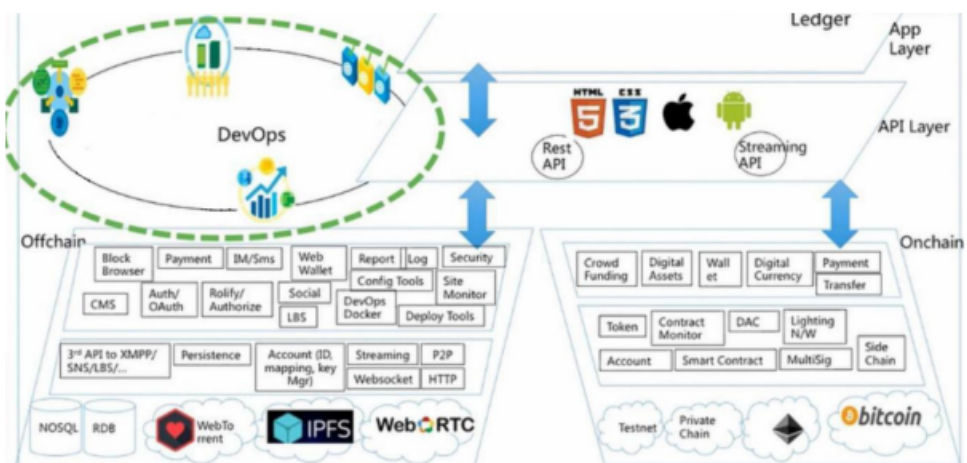 Ledger
App
Layer
DevOps
HTML
5
CSS
3
API Layer
Rest
API
Streaming
API
Offchain
Onchain
Block
Browser
Payment
IM/Sms
Web
Wallet
Report
Log
Security
Config Tools
Site
Monitor
CMS
Auth/
OAuth
Rolify/
Authorize
Social
LBS
DevOps
Docker
Deploy Tools
3rd API to XMPP/
SNS/LBS/...
Persistence
Account (ID,
mapping, key
Mgr)
Streaming
P2P
Websocket
HTTP
NOSQL
RDB
WebTo
rrent
IPFS
Web RTC
Crowd
Funding
Digital
Assets
Wall
et
Digital
Currency
Payment
Transfer
Token
Contract
Monitor
DAC
Lighting
N/W
Side
Chain
Account
Smart Contract
MultiSig
Testnet
Private
Chain
bitcoin